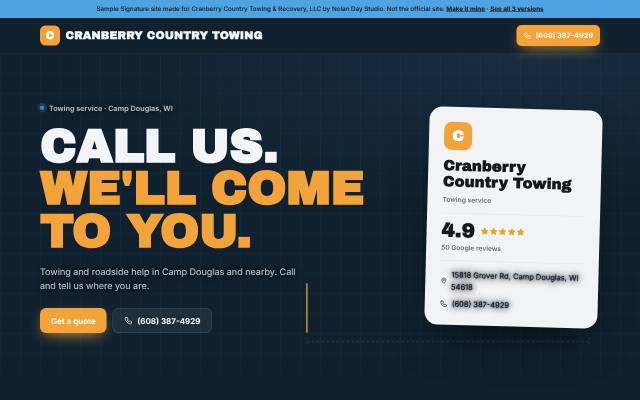 Sample Signature site made for Cranberry Country Towing & Recovery, LLC by Nolan Day Studio. Not the official site. Make it mine · See all 3 versions
C CRANBERRY COUNTRY TOWING
(608) 387-4929
Towing service · Camp Douglas, WI
CALL US.
WE'LL COME
TO YOU.
Towing and roadside help in Camp Douglas and nearby. Call
and tell us where you are.
Get a quote
(608) 387-4929
C
Cranberry
Country Towing
Towing service
4.9 ★★★★★
50 Google reviews
15818 Grover Rd, Camp Douglas, WI
54618
(608) 387-4929